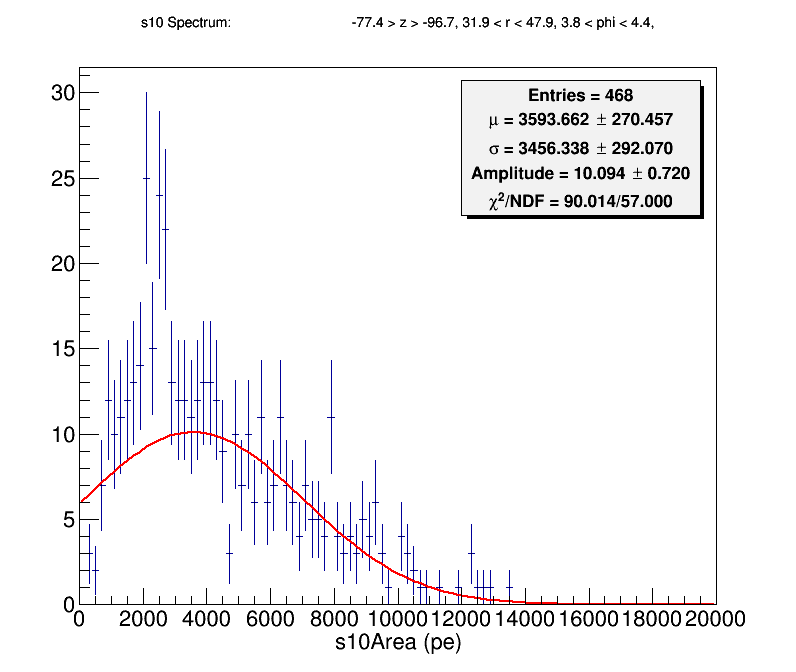 s10 Spectrum: -77.4 > z > -96.7, 31.9 < r < 47.9, 3.8 < phi < 4.4,
Entries = 468
μ = 3593.662 ± 270.457
σ = 3456.338 ± 292.070
Amplitude = 10.094 ± 0.720
χ²/NDF = 90.014/57.000
30
25
20
15
10
5
0
0 2000 4000 6000 8000 10000 12000 14000 16000 18000 20000
s10Area (pe)